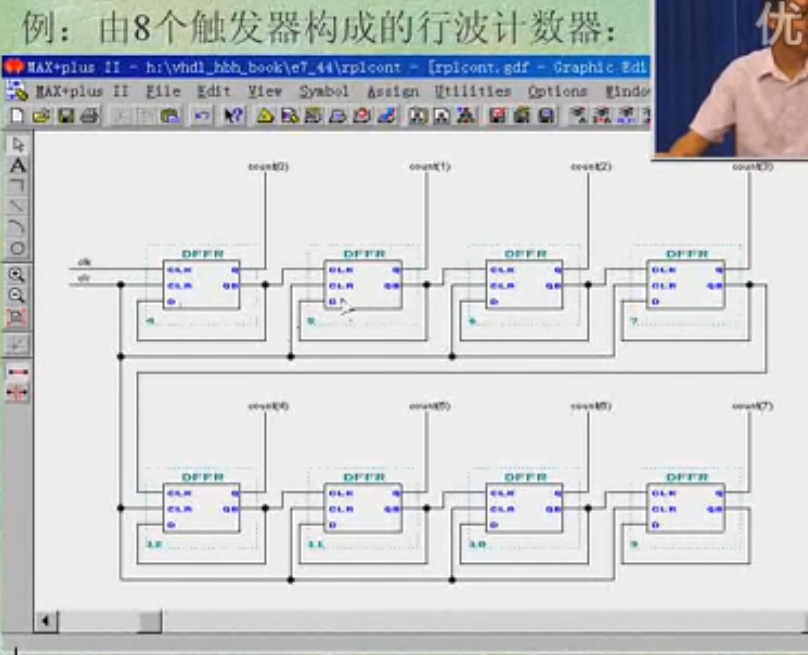 例：由8个触发器构成的行波计数器：
优
MAX+plus II - h:\vhdl_hbh_book\e7_44\rplcont - [rplcont.gdf - Graphic Edi
MAX+plus II File Edit View Symbol Assign Utilities Options Windo
count(0) count(1) count(2) count(3)
DFFR DFFR DFFR DFFR
clk
CLK Q CLK Q CLK Q CLK Q
clr
CLR QB CLR QB CLR QB CLR QB
D D D D
4 5 6 7
count(4) count(5) count(6) count(7)
DFFR DFFR DFFR DFFR
CLK Q CLK Q CLK Q CLK Q
CLR QB CLR QB CLR QB CLR QB
D D D D
12 11 10 9